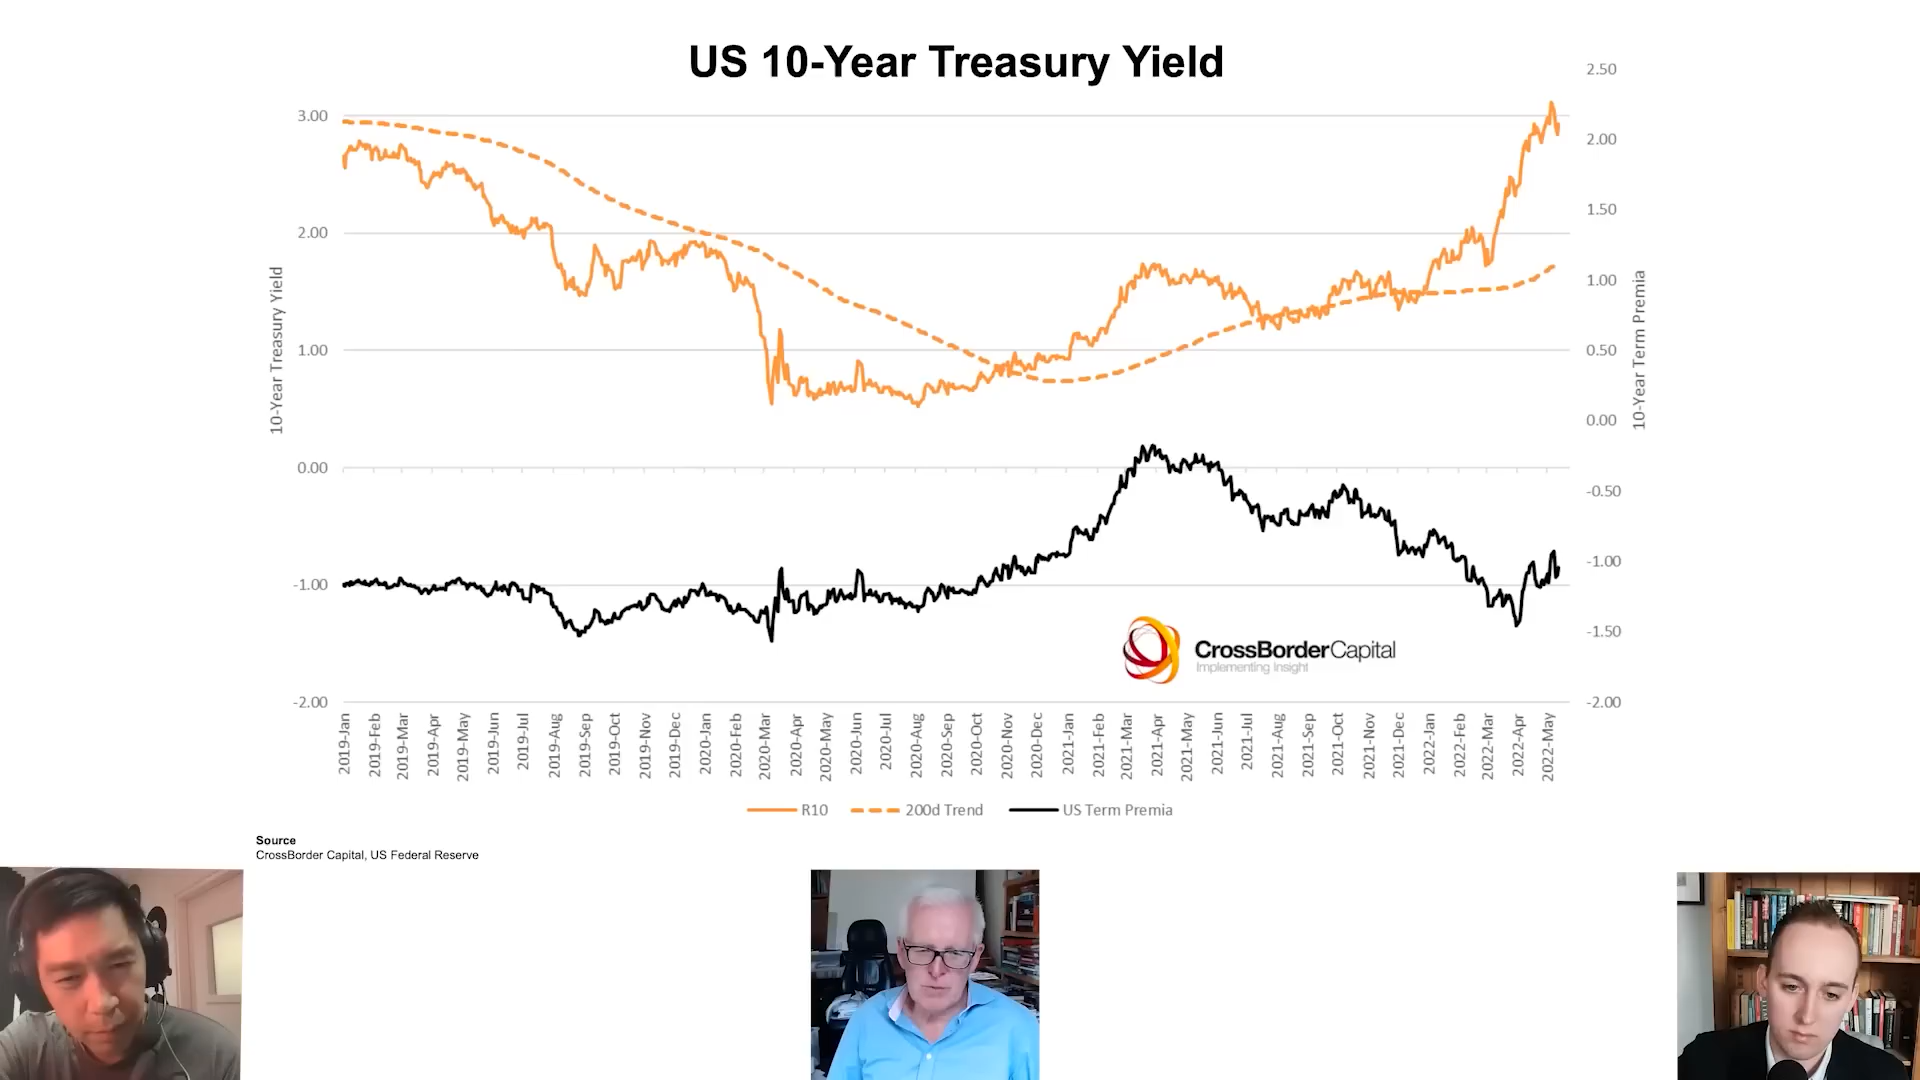 US 10-Year Treasury Yield
10-Year Treasury Yield
3.00
2.00
1.00
0.00
-1.00
-2.00
2.50
2.00
1.50
1.00
0.50
0.00
-0.50
-1.00
-1.50
-2.00
10-Year Term Premia
CrossBorderCapital
Implementing Insight
2019-Jan
2019-Feb
2019-Mar
2019-Apr
2019-May
2019-Jun
2019-Jul
2019-Aug
2019-Sep
2019-Oct
2019-Nov
2019-Dec
2020-Jan
2020-Feb
2020-Mar
2020-Apr
2020-May
2020-Jun
2020-Jul
2020-Aug
2020-Sep
2020-Oct
2020-Nov
2020-Dec
2021-Jan
2021-Feb
2021-Mar
2021-Apr
2021-May
2021-Jun
2021-Jul
2021-Aug
2021-Sep
2021-Oct
2021-Nov
2021-Dec
2022-Jan
2022-Feb
2022-Mar
2022-Apr
2022-May
R10 200d Trend US Term Premia
Source
CrossBorder Capital, US Federal Reserve